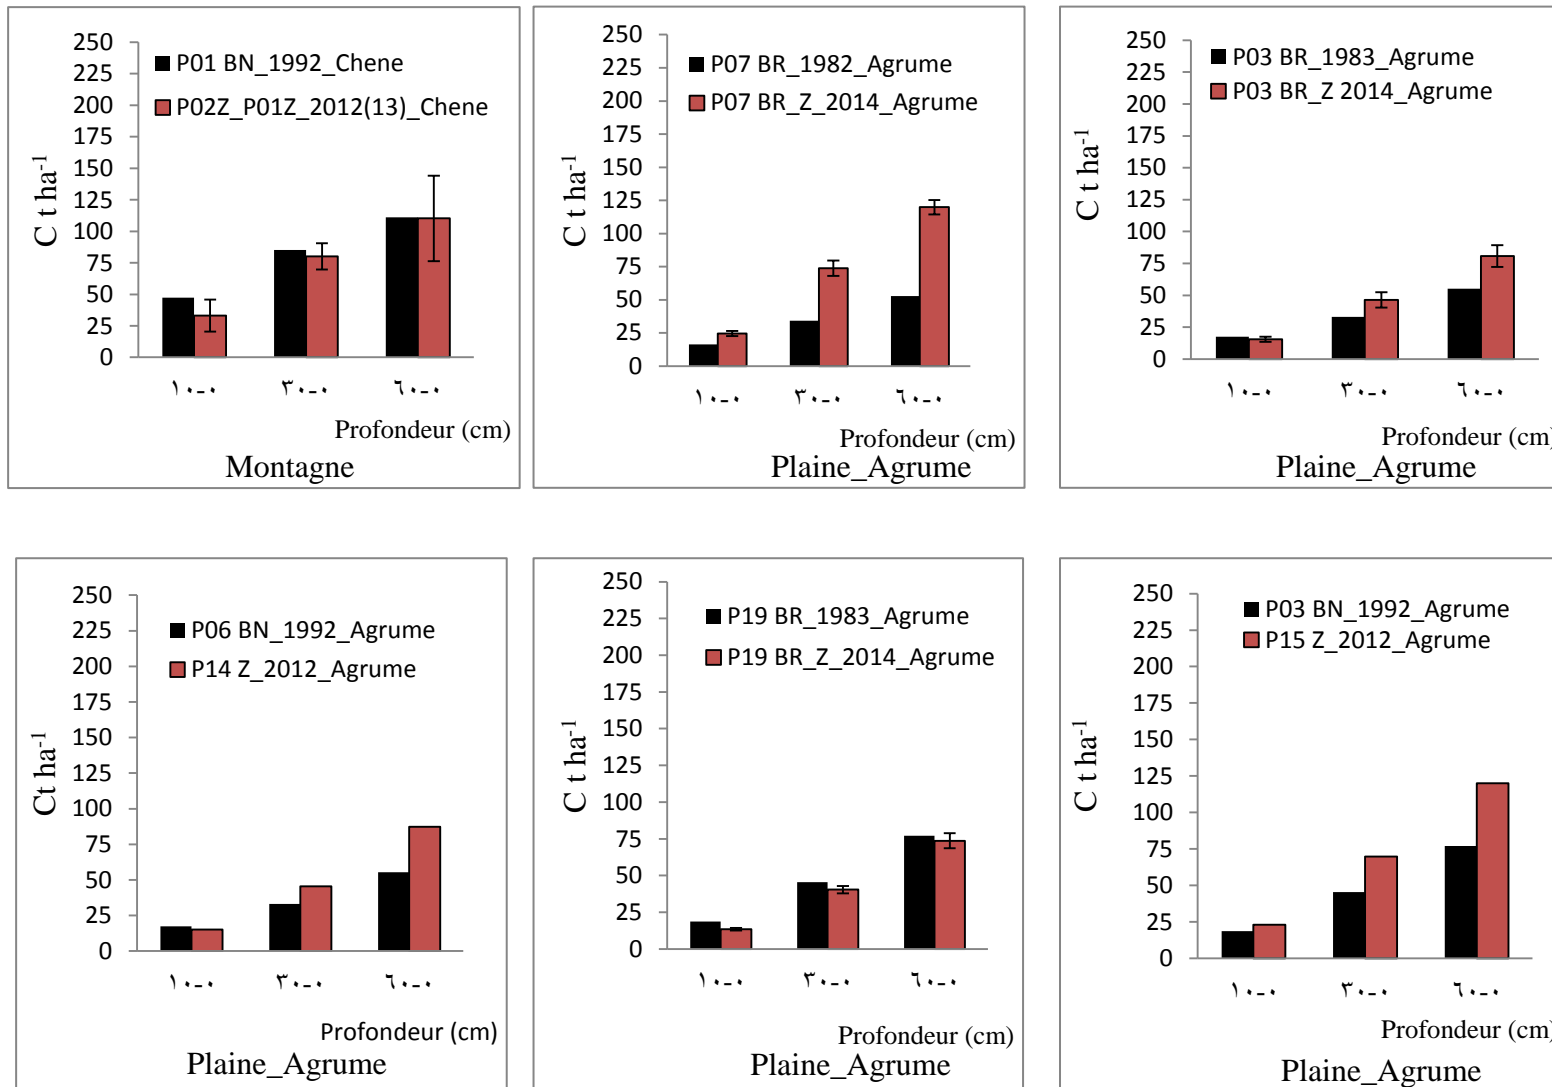 250
225
200
175
150
125
100
75
50
25
0
C t ha-1
P01 BN_1992_Chene
P02Z_P01Z_2012(13)_Chene
١٠-٠ ٣٠-٠ ٦٠-٠
Profondeur (cm)
Montagne
250
225
200
175
150
125
100
75
50
25
0
C t ha-1
P07 BR_1982_Agrume
P07 BR_Z_2014_Agrume
١٠-٠ ٣٠-٠ ٦٠-٠
Profondeur (cm)
Plaine_Agrume
250
225
200
175
150
125
100
75
50
25
0
C t ha-1
P03 BR_1983_Agrume
P03 BR_Z 2014_Agrume
١٠-٠ ٣٠-٠ ٦٠-٠
Profondeur (cm)
Plaine_Agrume
250
225
200
175
150
125
100
75
50
25
0
Ct ha-1
P06 BN_1992_Agrume
P14 Z_2012_Agrume
١٠-٠ ٣٠-٠ ٦٠-٠
Profondeur (cm)
Plaine_Agrume
250
225
200
175
150
125
100
75
50
25
0
C t ha-1
P19 BR_1983_Agrume
P19 BR_Z_2014_Agrume
١٠-٠ ٣٠-٠ ٦٠-٠
Profondeur (cm)
Plaine_Agrume
250
225
200
175
150
125
100
75
50
25
0
C t ha-1
P03 BN_1992_Agrume
P15 Z_2012_Agrume
١٠-٠ ٣٠-٠ ٦٠-٠
Profondeur (cm)
Plaine_Agrume